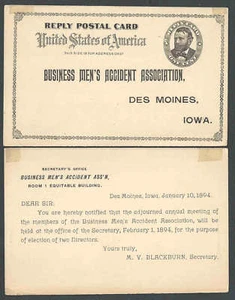 REPLY POSTAL CARD
United States of America
THIS SIDE IS FOR ADDRESS ONLY
BUSINESS MEN'S ACCIDENT ASSOCIATION,
DES MOINES,
IOWA.
SECRETARY'S OFFICE
BUSINESS MEN'S ACCIDENT ASS'N,
ROOM 1 EQUITABLE BUILDING.
Des Moines, Iowa, January 10, 1894.
DEAR SIR:
You are hereby notified that the adjourned annual meeting of
the members of the Business Men's Accident Association, will be
held at the office of the Secretary, February 1, 1894, for the pur-
pose of election of two Directors.
Yours truly,
M. V. BLACKBURN, Secretary.